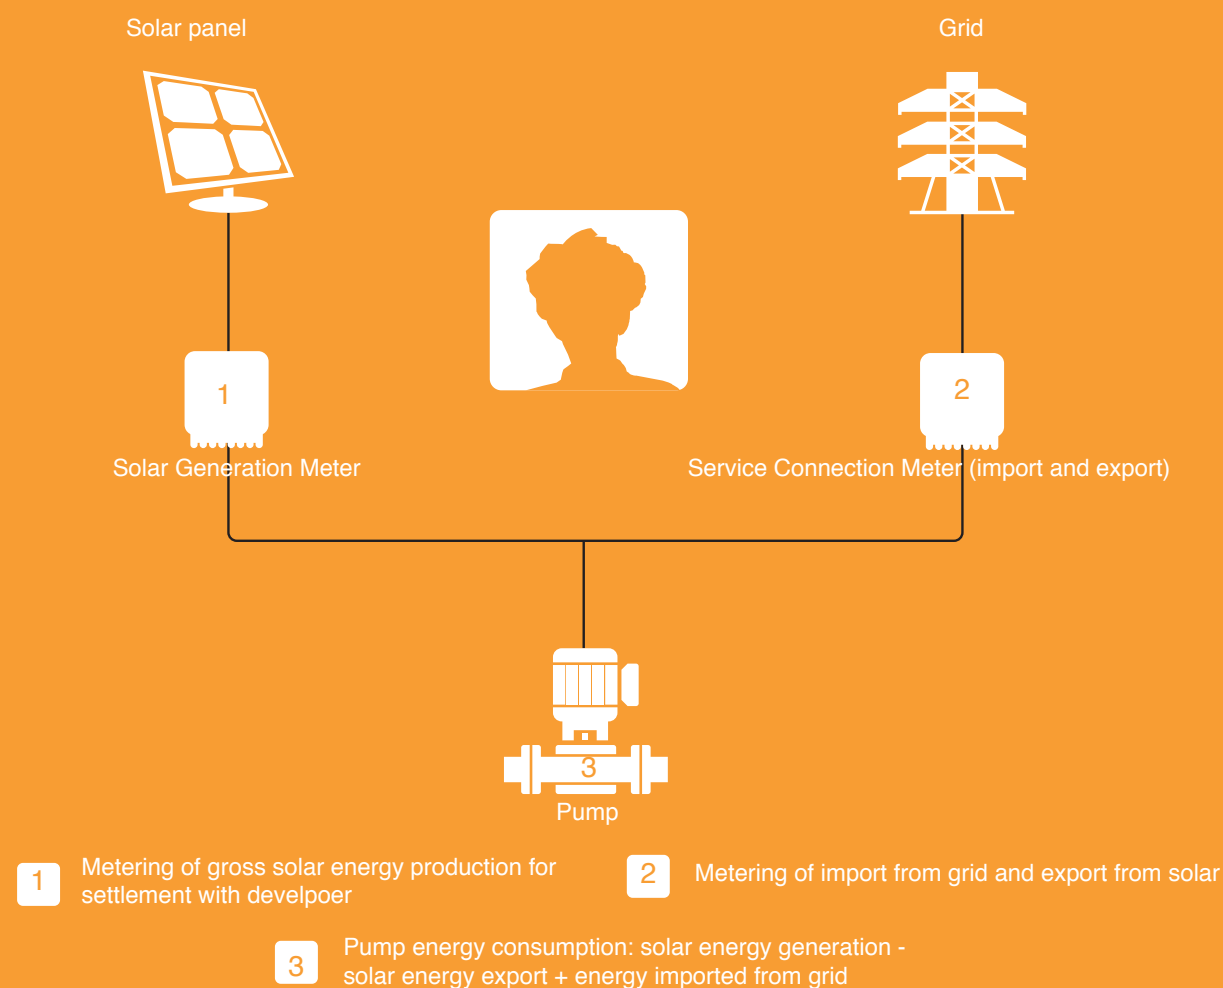 Solar panel
Grid
1
2
Solar Generation Meter
Service Connection Meter (import and export)
3
Pump
1
Metering of gross solar energy production for
settlement with develpoer
2
Metering of import from grid and export from solar
3
Pump energy consumption: solar energy generation -
solar energy export + energy imported from grid